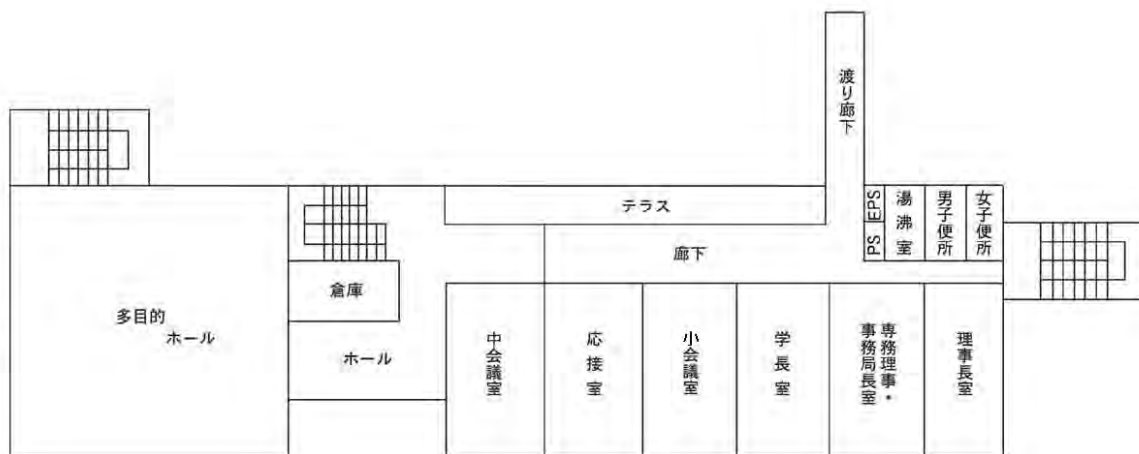 渡り廊下
テラス
EPS
PS
湯沸室
男子便所
女子便所
廊下
倉庫
多目的
ホール
ホール
中会議室
応接室
小会議室
学長室
専務理事・
事務局長室
理事長室